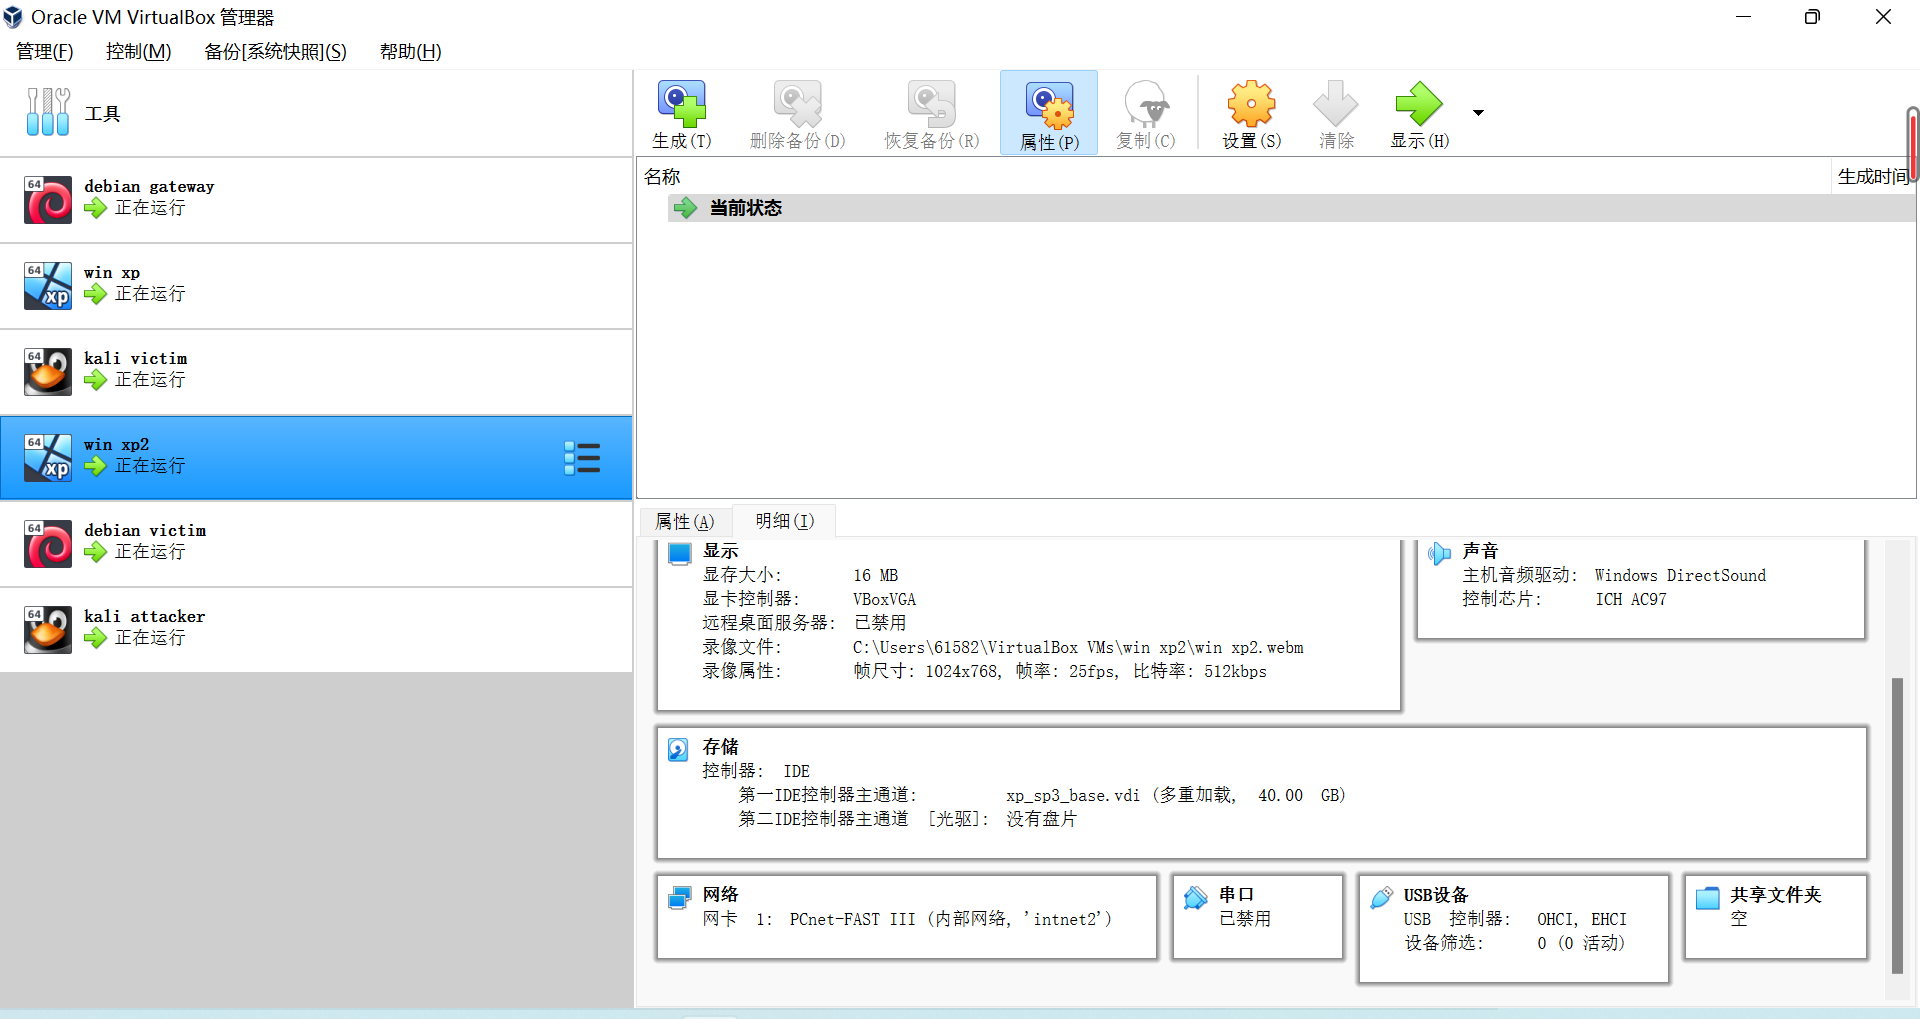 Oracle VM VirtualBox 管理器
管理(F) 控制(M) 备份[系统快照](S) 帮助(H)
工具
64
debian gateway
正在运行
64
xp
win xp
正在运行
64
kali victim
正在运行
64
xp
win xp2
正在运行
64
debian victim
正在运行
64
kali attacker
正在运行
生成(T) 删除备份(D) 恢复备份(R) 属性(P) 复制(C) 设置(S) 清除 显示(H)
名称 生成时间
当前状态
属性(A) 明细(I)
显示
显存大小: 16 MB
显卡控制器: VBoxVGA
远程桌面服务器: 已禁用
录像文件: C:\Users\61582\VirtualBox VMs\win xp2\win xp2.webm
录像属性: 帧尺寸: 1024x768, 帧率: 25fps, 比特率: 512kbps
声音
主机音频驱动: Windows DirectSound
控制芯片: ICH AC97
存储
控制器: IDE
第一IDE控制器主通道: xp_sp3_base.vdi (多重加载, 40.00 GB)
第二IDE控制器主通道 [光驱]: 没有盘片
网络
网卡 1: PCnet-FAST III (内部网络, 'intnet2')
串口
已禁用
USB设备
USB 控制器: OHCI, EHCI
设备筛选: 0 (0 活动)
共享文件夹
空